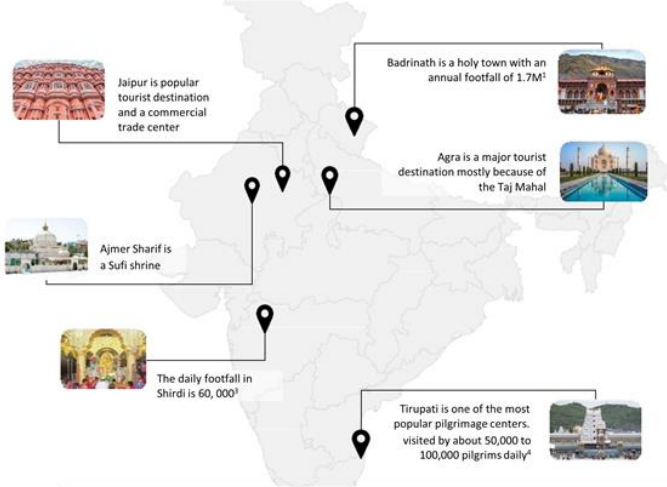 Jaipur is popular
tourist destination
and a commercial
trade center
Badrinath is a holy town with an
annual footfall of 1.7M¹
Agra is a major tourist
destination mostly because of
the Taj Mahal
Ajmer Sharif is
a Sufi shrine
The daily footfall in
Shirdi is 60, 000³
Tirupati is one of the most
popular pilgrimage centers.
visited by about 50,000 to
100,000 pilgrims daily⁴